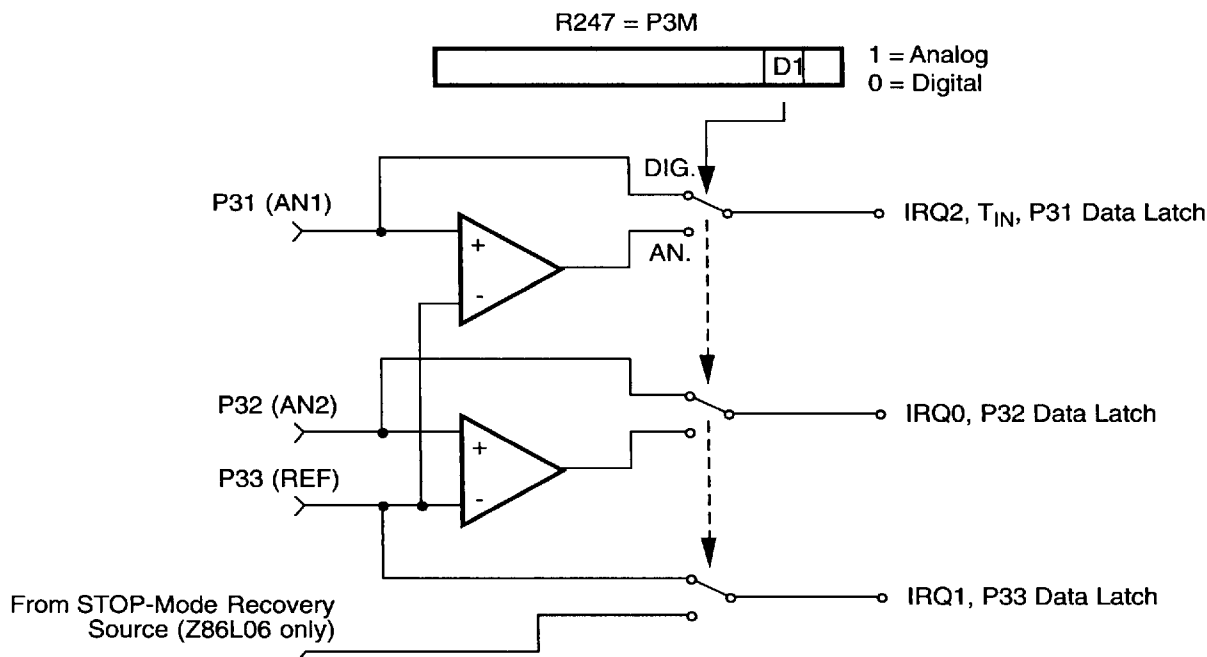 R247 = P3M
D1
1 = Analog
0 = Digital
DIG.
P31 (AN1)
IRQ2, TIN, P31 Data Latch
+
AN.
-
P32 (AN2)
IRQ0, P32 Data Latch
+
P33 (REF)
-
From STOP-Mode Recovery
Source (Z86L06 only)
IRQ1, P33 Data Latch